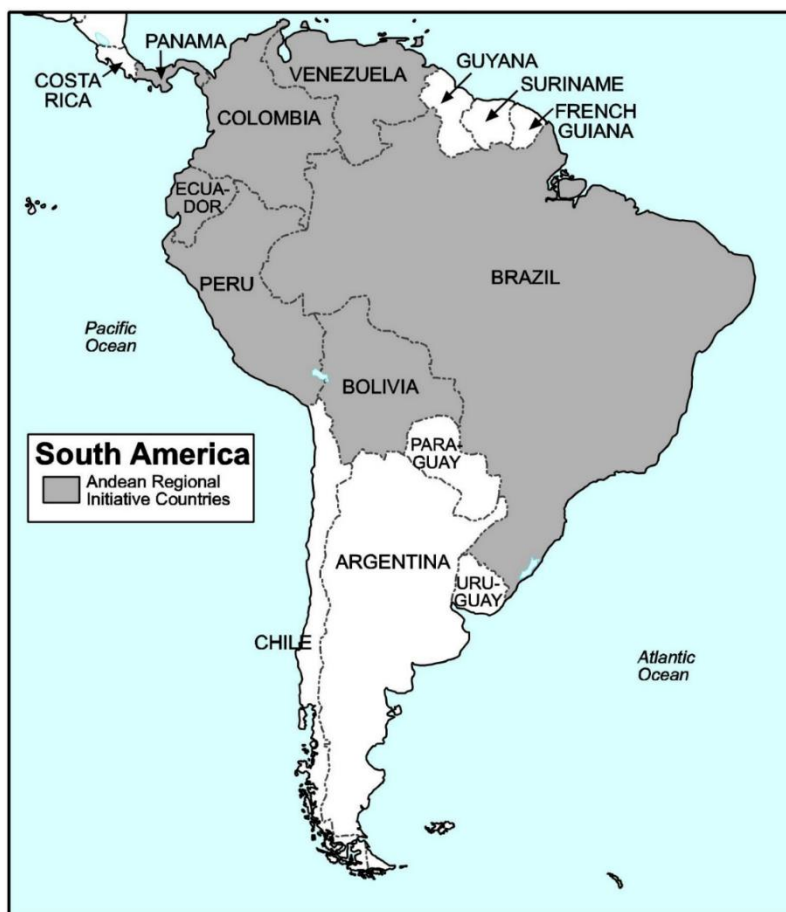 PANAMA
COSTA
RICA
VENEZUELA
GUYANA
SURINAME
FRENCH
GUIANA
COLOMBIA
ECUA-
DOR
PERU
BRAZIL
Pacific
Ocean
BOLIVIA
PARA-
GUAY
South America
Andean Regional
Initiative Countries
ARGENTINA
URU-
GUAY
CHILE
Atlantic
Ocean